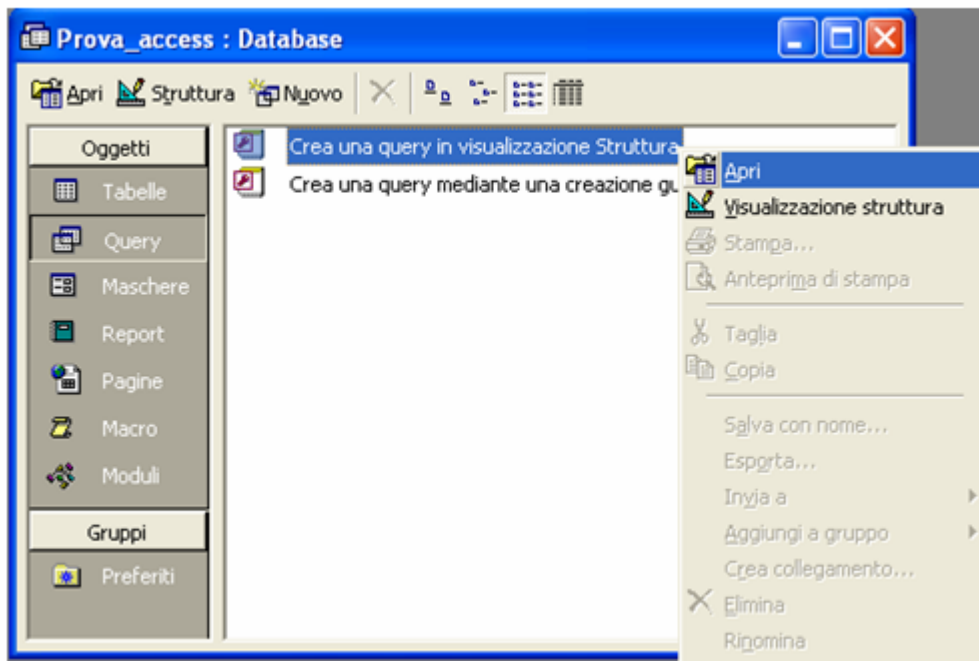 Prova_access : Database
Apri Struttura Nuovo
Oggetti
Tabelle
Query
Maschere
Report
Pagine
Macro
Moduli
Gruppi
Preferiti
Crea una query in visualizzazione Struttura
Crea una query mediante una creazione gu
Apri
Visualizzazione struttura
Stampa...
Anteprima di stampa
Taglia
Copia
Salva con nome...
Esporta...
Invia a
Aggiungi a gruppo
Crea collegamento...
Elimina
Rinomina